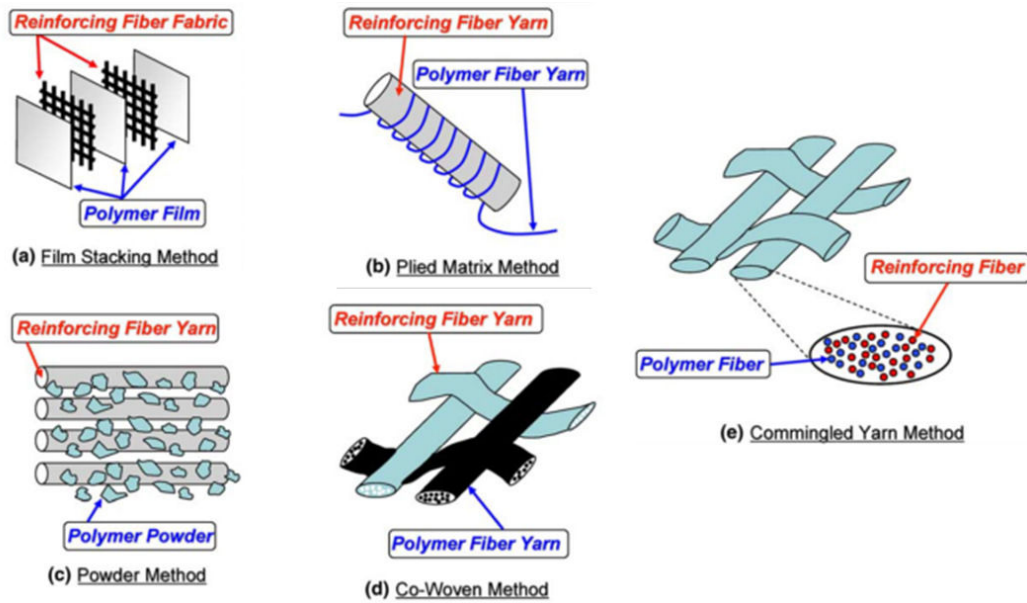 Reinforcing Fiber Fabric
Polymer Film
(a) Film Stacking Method
Reinforcing Fiber Yarn
Polymer Fiber Yarn
(b) Plied Matrix Method
Reinforcing Fiber Yarn
Polymer Powder
(c) Powder Method
Reinforcing Fiber Yarn
Polymer Fiber Yarn
(d) Co-Woven Method
Reinforcing Fiber
Polymer Fiber
(e) Commingled Yarn Method